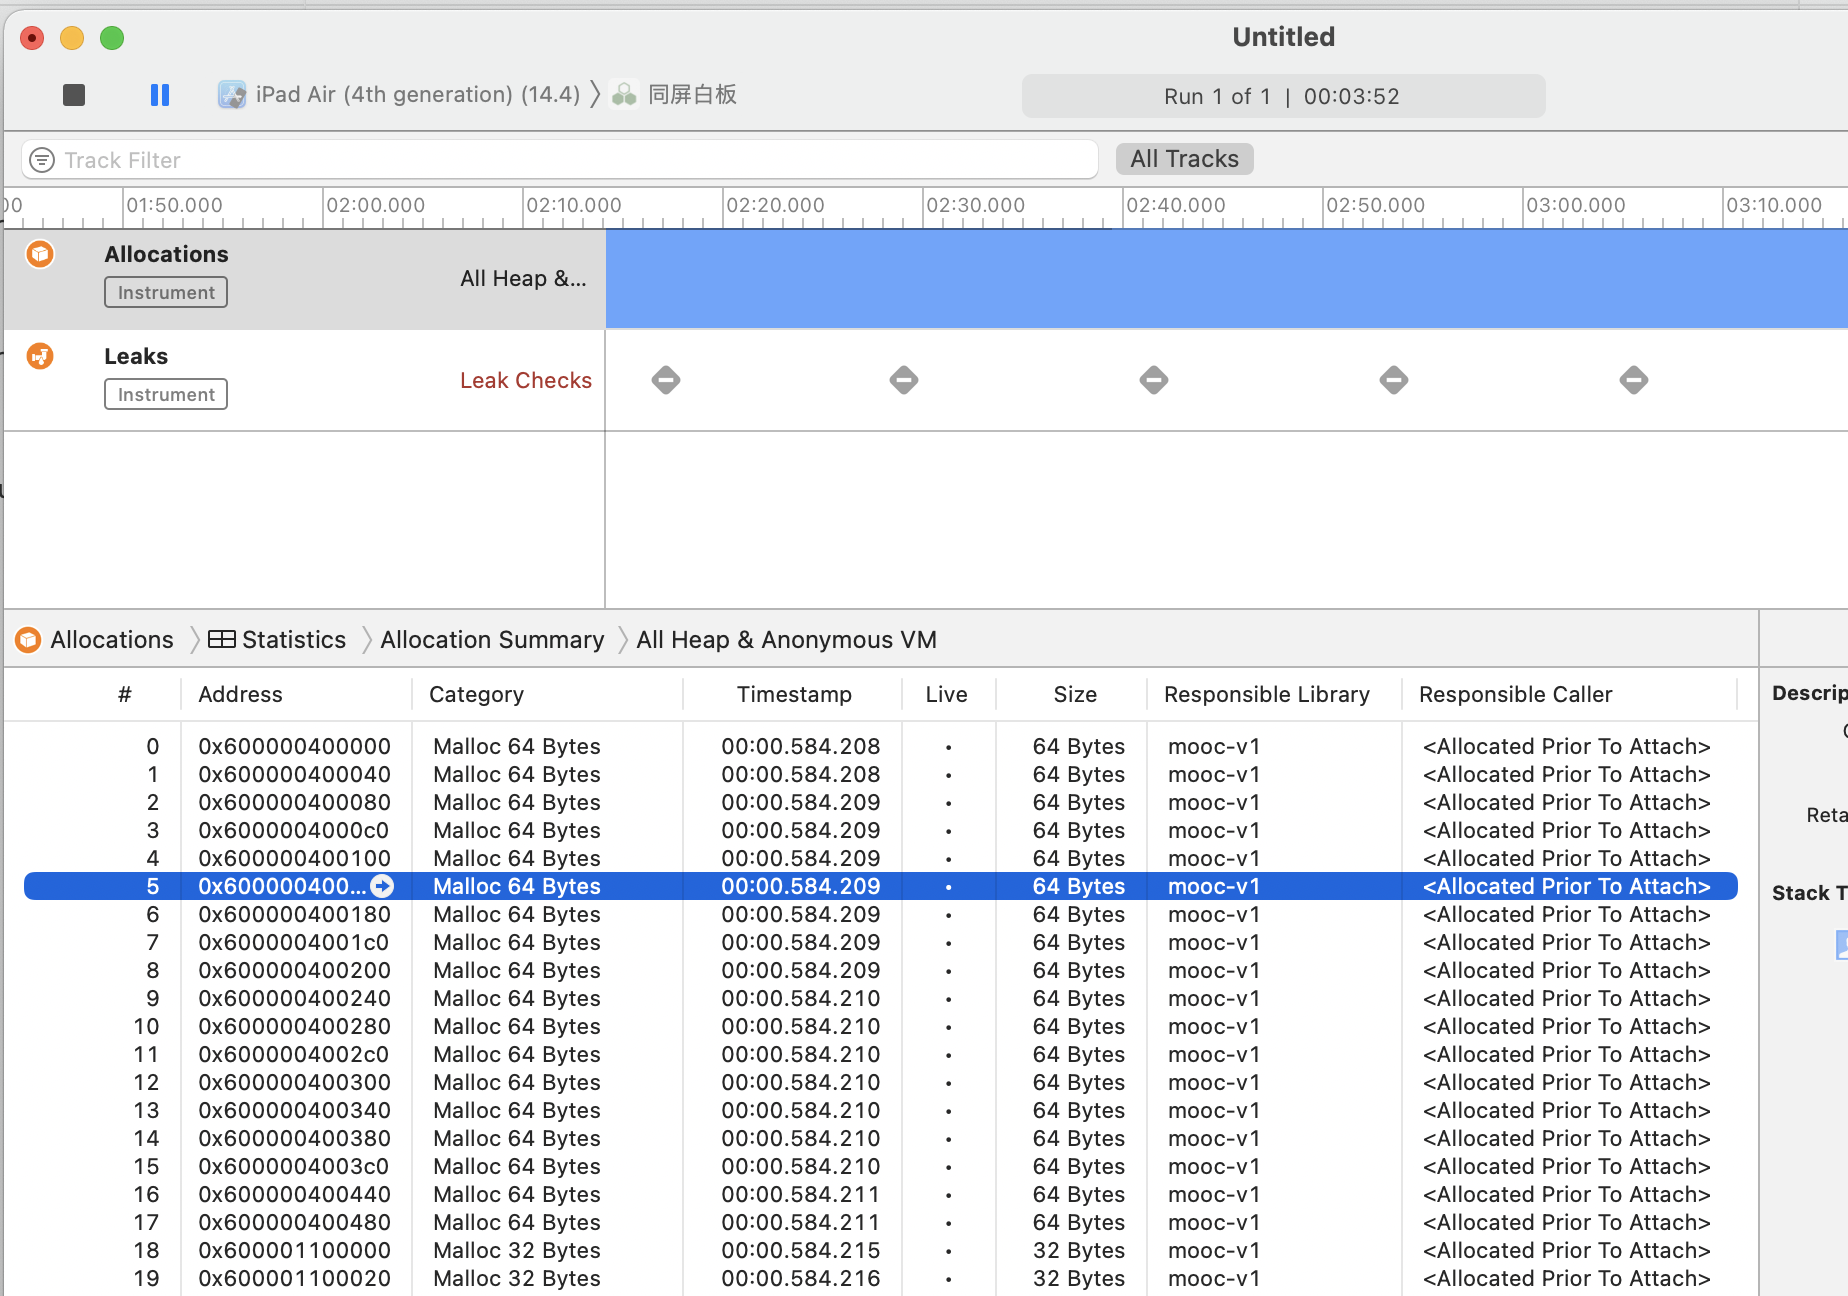 Untitled
iPad Air (4th generation) (14.4) 同屏白板 Run 1 of 1 | 00:03:52
Track Filter All Tracks
00 01:50.000 02:00.000 02:10.000 02:20.000 02:30.000 02:40.000 02:50.000 03:00.000 03:10.000
Allocations
All Heap &...
Instrument
Leaks
Leak Checks
Instrument
Allocations Statistics Allocation Summary All Heap & Anonymous VM
# Address Category Timestamp Live Size Responsible Library Responsible Caller
0 0x600000400000 Malloc 64 Bytes 00:00.584.208 • 64 Bytes mooc-v1 <Allocated Prior To Attach>
1 0x600000400040 Malloc 64 Bytes 00:00.584.208 • 64 Bytes mooc-v1 <Allocated Prior To Attach>
2 0x600000400080 Malloc 64 Bytes 00:00.584.209 • 64 Bytes mooc-v1 <Allocated Prior To Attach>
3 0x6000004000c0 Malloc 64 Bytes 00:00.584.209 • 64 Bytes mooc-v1 <Allocated Prior To Attach>
4 0x600000400100 Malloc 64 Bytes 00:00.584.209 • 64 Bytes mooc-v1 <Allocated Prior To Attach>
5 0x600000400... Malloc 64 Bytes 00:00.584.209 • 64 Bytes mooc-v1 <Allocated Prior To Attach>
6 0x600000400180 Malloc 64 Bytes 00:00.584.209 • 64 Bytes mooc-v1 <Allocated Prior To Attach>
7 0x6000004001c0 Malloc 64 Bytes 00:00.584.209 • 64 Bytes mooc-v1 <Allocated Prior To Attach>
8 0x600000400200 Malloc 64 Bytes 00:00.584.209 • 64 Bytes mooc-v1 <Allocated Prior To Attach>
9 0x600000400240 Malloc 64 Bytes 00:00.584.210 • 64 Bytes mooc-v1 <Allocated Prior To Attach>
10 0x600000400280 Malloc 64 Bytes 00:00.584.210 • 64 Bytes mooc-v1 <Allocated Prior To Attach>
11 0x6000004002c0 Malloc 64 Bytes 00:00.584.210 • 64 Bytes mooc-v1 <Allocated Prior To Attach>
12 0x600000400300 Malloc 64 Bytes 00:00.584.210 • 64 Bytes mooc-v1 <Allocated Prior To Attach>
13 0x600000400340 Malloc 64 Bytes 00:00.584.210 • 64 Bytes mooc-v1 <Allocated Prior To Attach>
14 0x600000400380 Malloc 64 Bytes 00:00.584.210 • 64 Bytes mooc-v1 <Allocated Prior To Attach>
15 0x6000004003c0 Malloc 64 Bytes 00:00.584.210 • 64 Bytes mooc-v1 <Allocated Prior To Attach>
16 0x600000400440 Malloc 64 Bytes 00:00.584.211 • 64 Bytes mooc-v1 <Allocated Prior To Attach>
17 0x600000400480 Malloc 64 Bytes 00:00.584.211 • 64 Bytes mooc-v1 <Allocated Prior To Attach>
18 0x600001100000 Malloc 32 Bytes 00:00.584.215 • 32 Bytes mooc-v1 <Allocated Prior To Attach>
19 0x600001100020 Malloc 32 Bytes 00:00.584.216 • 32 Bytes mooc-v1 <Allocated Prior To Attach>
Descrip
Reta
Stack T